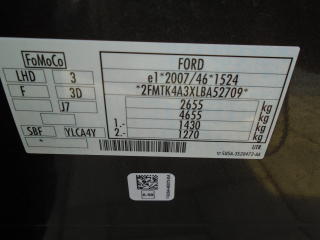 FoMoCo FORD
LHD 3 e1*2007/46*1524
F 3D *2FMTK4A3XLBA52709*
J7 2655 kg
4655 kg
1- 1430 kg
SBF YLCA4Y 2- 1270 kg
UTR